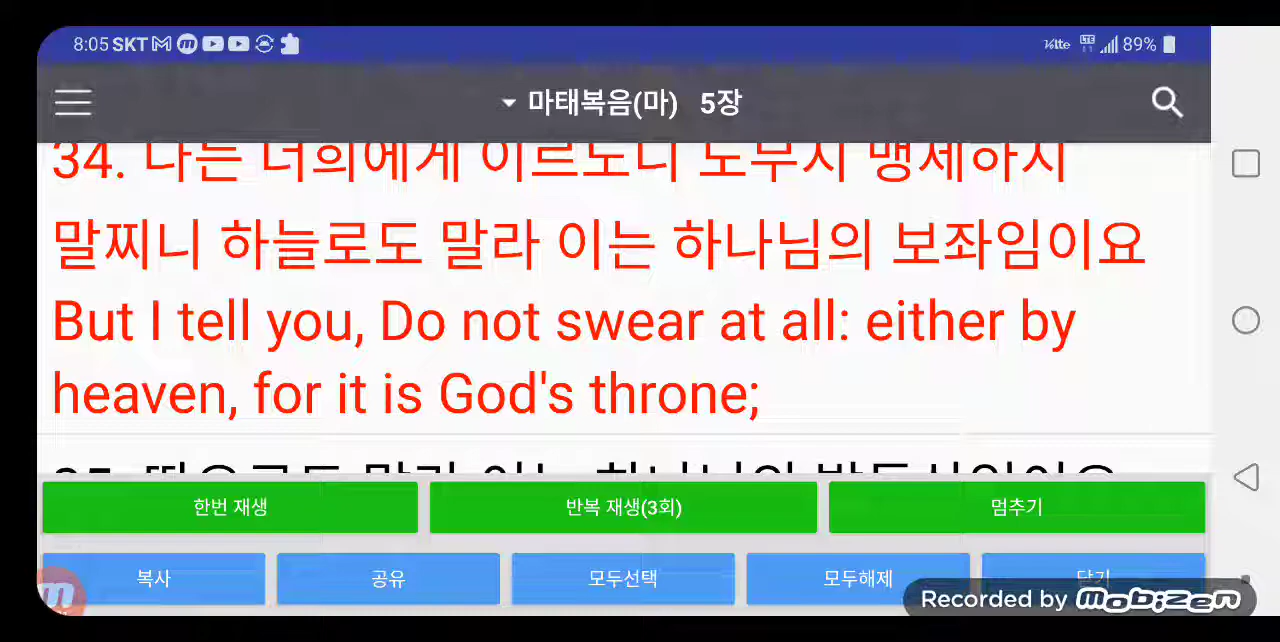 8:05 SKT
LTE 89%
마태복음(마) 5장
34. 나는 너희에게 이르노니 도무지 맹세하지
말찌니 하늘로도 말라 이는 하나님의 보좌임이요
But I tell you, Do not swear at all: either by
heaven, for it is God's throne;
한번 재생
반복 재생(3회)
멈추기
복사
공유
모두선택
모두해제
닫기
Recorded by mobizen